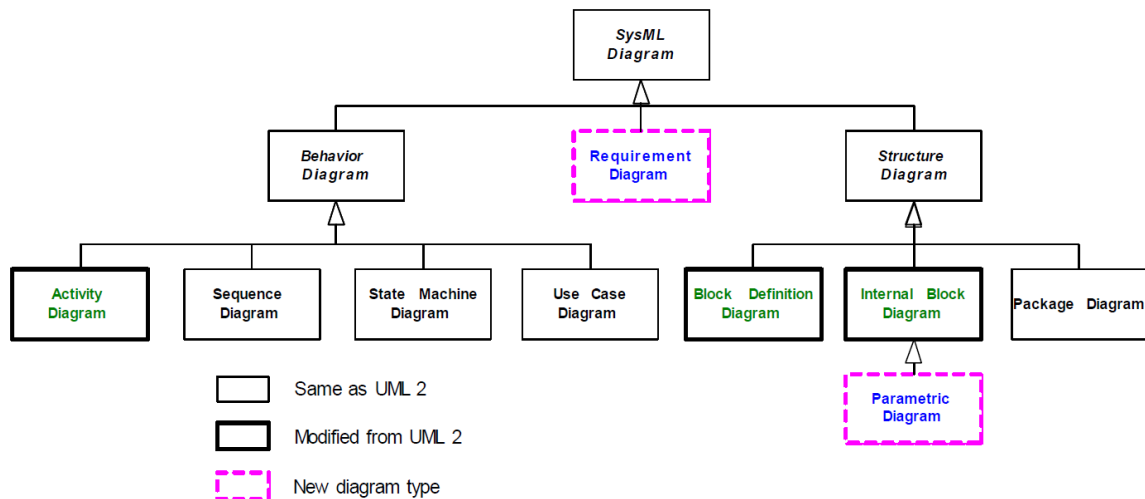 SysML
Diagram
Behavior
Diagram
Requirement
Diagram
Structure
Diagram
Activity
Diagram
Sequence
Diagram
State Machine
Diagram
Use Case
Diagram
Block Definition
Diagram
Internal Block
Diagram
Package Diagram
Parametric
Diagram
Same as UML 2
Modified from UML 2
New diagram type